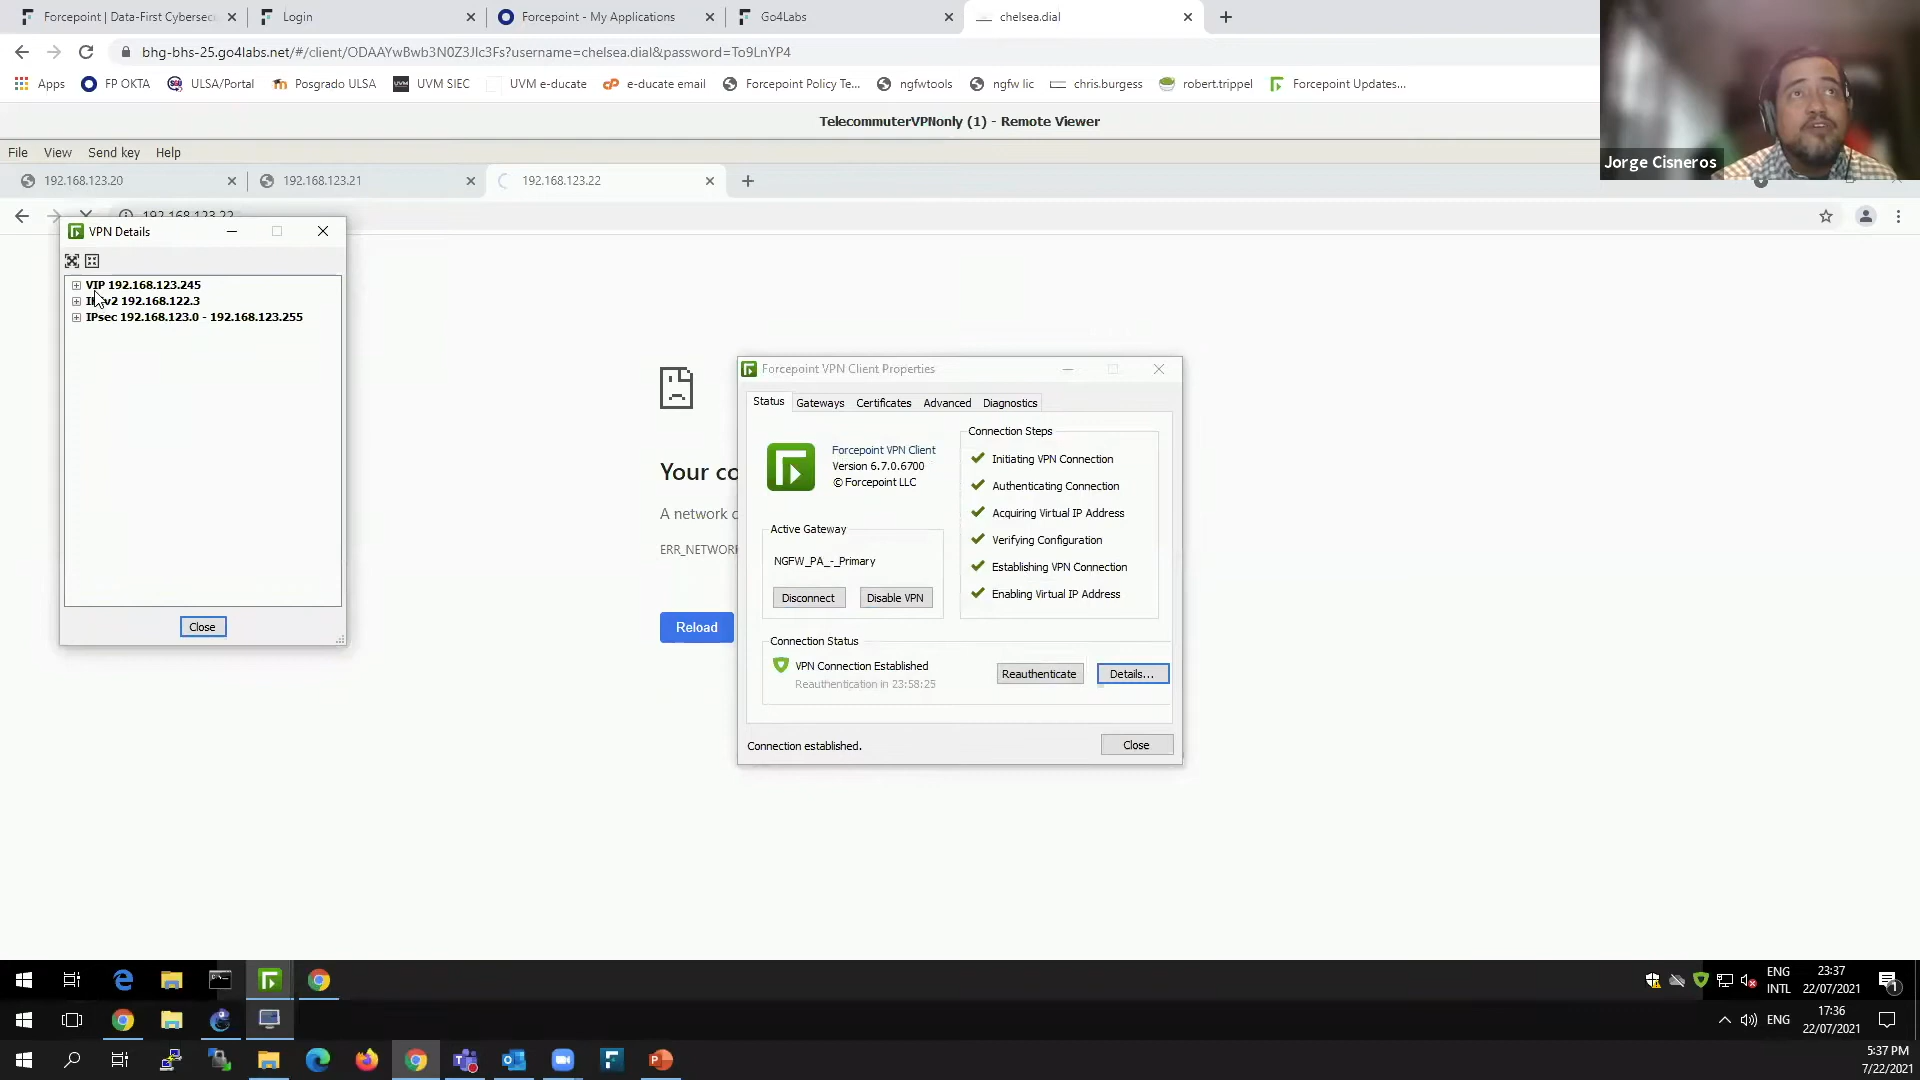 Forcepoint | Data-First Cybersec
Login
Forcepoint - My Applications
Go4Labs
chelsea.dial
bhg-bhs-25.go4labs.net/#/client/ODAAYwBwb3N0Z3Jlc3Fs?username=chelsea.dial&password=To9LnYP4
Apps
FP OKTA
ULSA/Portal
Posgrado ULSA
UVM SIEC
UVM e-ducate
e-ducate email
Forcepoint Policy Te...
ngfwtools
ngfw lic
chris.burgess
robert.trippel
Forcepoint Updates...
TelecommuterVPNonly (1) - Remote Viewer
Jorge Cisneros
File View Send key Help
192.168.123.20
192.168.123.21
192.168.123.22
192.168.123.22
VPN Details
VIP 192.168.123.245
192.168.122.3
IPsec 192.168.123.0 - 192.168.123.255
Close
Your co
A network c
ERR_NETWORK
Reload
Forcepoint VPN Client Properties
Status Gateways Certificates Advanced Diagnostics
Forcepoint VPN Client
Version 6.7.0.6700
© Forcepoint LLC
Connection Steps
Initiating VPN Connection
Authenticating Connection
Acquiring Virtual IP Address
Verifying Configuration
Establishing VPN Connection
Enabling Virtual IP Address
Active Gateway
NGFW_PA_-_Primary
Disconnect
Disable VPN
Connection Status
VPN Connection Established
Reauthentication in 23:58:25
Reauthenticate
Details...
Connection established.
Close
ENG
INTL
23:37
22/07/2021
1
ENG
17:36
22/07/2021
5:37 PM
7/22/2021